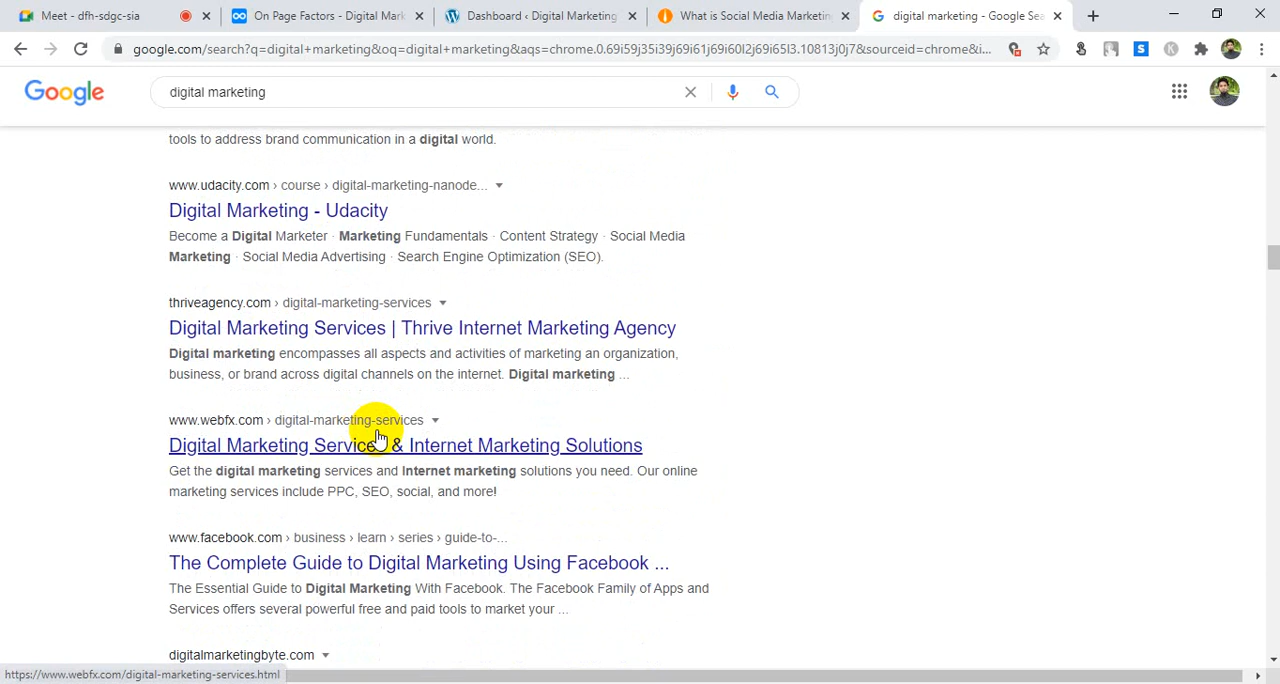 Meet - dfh-sdgc-sia
On Page Factors - Digital Mark
Dashboard ‹ Digital Marketing
What is Social Media Marketing
digital marketing - Google Sea
google.com/search?q=digital+marketing&oq=digital+marketing&aqs=chrome.0.69i59j35i39j69i61j69i60l2j69i65l3.10813j0j7&sourceid=chrome&i...
Google
digital marketing
tools to address brand communication in a digital world.
www.udacity.com › course › digital-marketing-nanode...
Digital Marketing - Udacity
Become a Digital Marketer · Marketing Fundamentals · Content Strategy · Social Media
Marketing · Social Media Advertising · Search Engine Optimization (SEO).
thriveagency.com › digital-marketing-services
Digital Marketing Services | Thrive Internet Marketing Agency
Digital marketing encompasses all aspects and activities of marketing an organization,
business, or brand across digital channels on the internet. Digital marketing ...
www.webfx.com › digital-marketing-services
Digital Marketing Services & Internet Marketing Solutions
Get the digital marketing services and Internet marketing solutions you need. Our online
marketing services include PPC, SEO, social, and more!
www.facebook.com › business › learn › series › guide-to-...
The Complete Guide to Digital Marketing Using Facebook ...
The Essential Guide to Digital Marketing With Facebook. The Facebook Family of Apps and
Services offers several powerful free and paid tools to market your ...
digitalmarketingbyte.com
https://www.webfx.com/digital-marketing-services.html